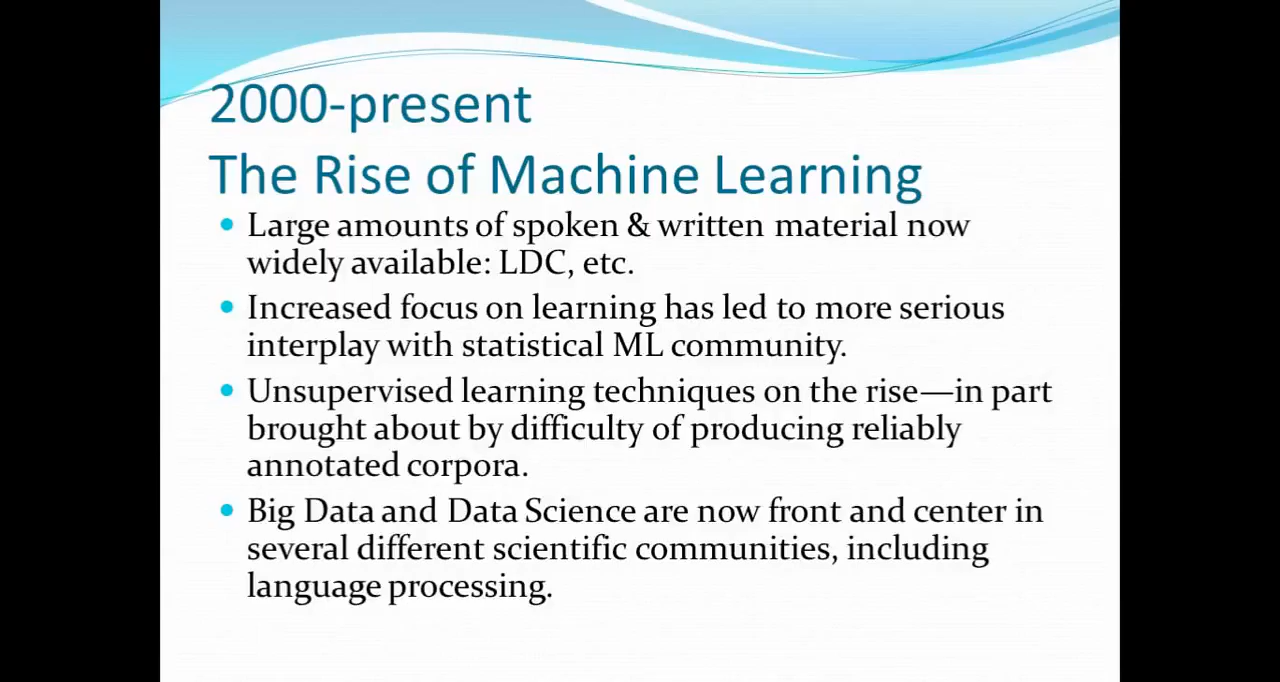 2000-present
The Rise of Machine Learning
• Large amounts of spoken & written material now
widely available: LDC, etc.
• Increased focus on learning has led to more serious
interplay with statistical ML community.
• Unsupervised learning techniques on the rise—in part
brought about by difficulty of producing reliably
annotated corpora.
• Big Data and Data Science are now front and center in
several different scientific communities, including
language processing.